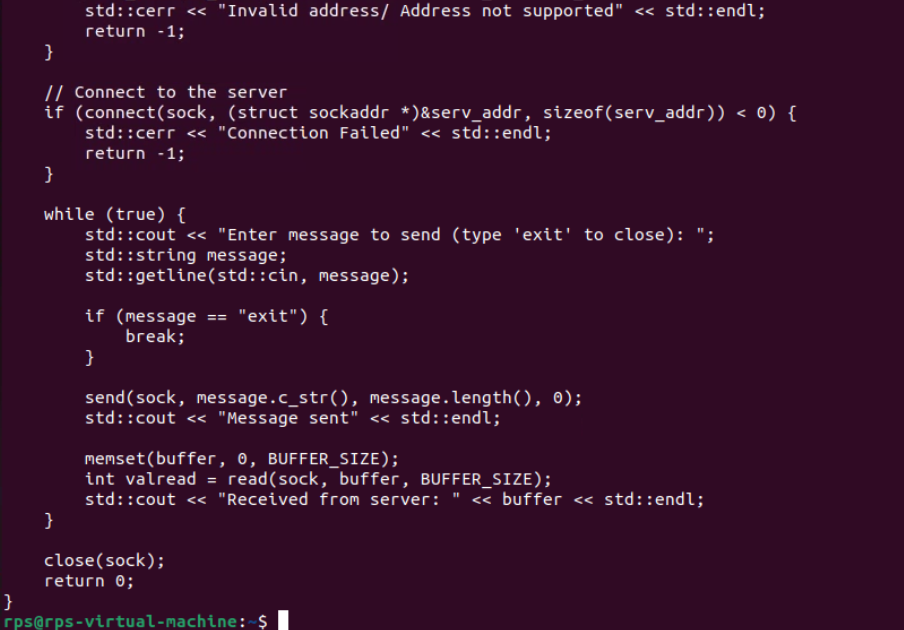 std::cerr << "Invalid address/ Address not supported" << std::endl;
        return -1;
    }

    // Connect to the server
    if (connect(sock, (struct sockaddr *)&serv_addr, sizeof(serv_addr)) < 0) {
        std::cerr << "Connection Failed" << std::endl;
        return -1;
    }

    while (true) {
        std::cout << "Enter message to send (type 'exit' to close): ";
        std::string message;
        std::getline(std::cin, message);

        if (message == "exit") {
            break;
        }

        send(sock, message.c_str(), message.length(), 0);
        std::cout << "Message sent" << std::endl;

        memset(buffer, 0, BUFFER_SIZE);
        int valread = read(sock, buffer, BUFFER_SIZE);
        std::cout << "Received from server: " << buffer << std::endl;
    }

    close(sock);
    return 0;
}
rps@rps-virtual-machine:~$